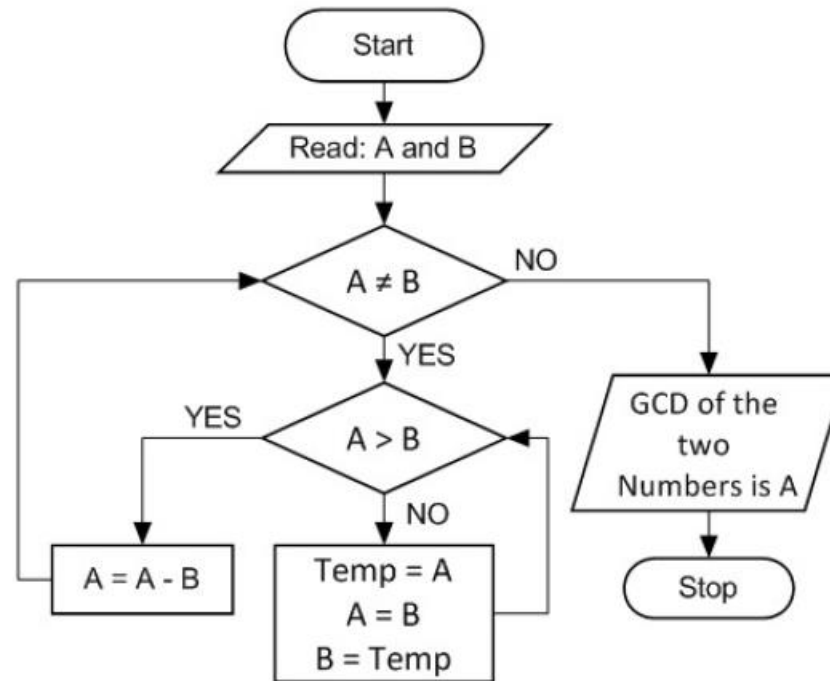 Start
Read: A and B
A ≠ B
NO
YES
A > B
YES
NO
GCD of the
two
Numbers is A
A = A - B
Temp = A
A = B
B = Temp
Stop